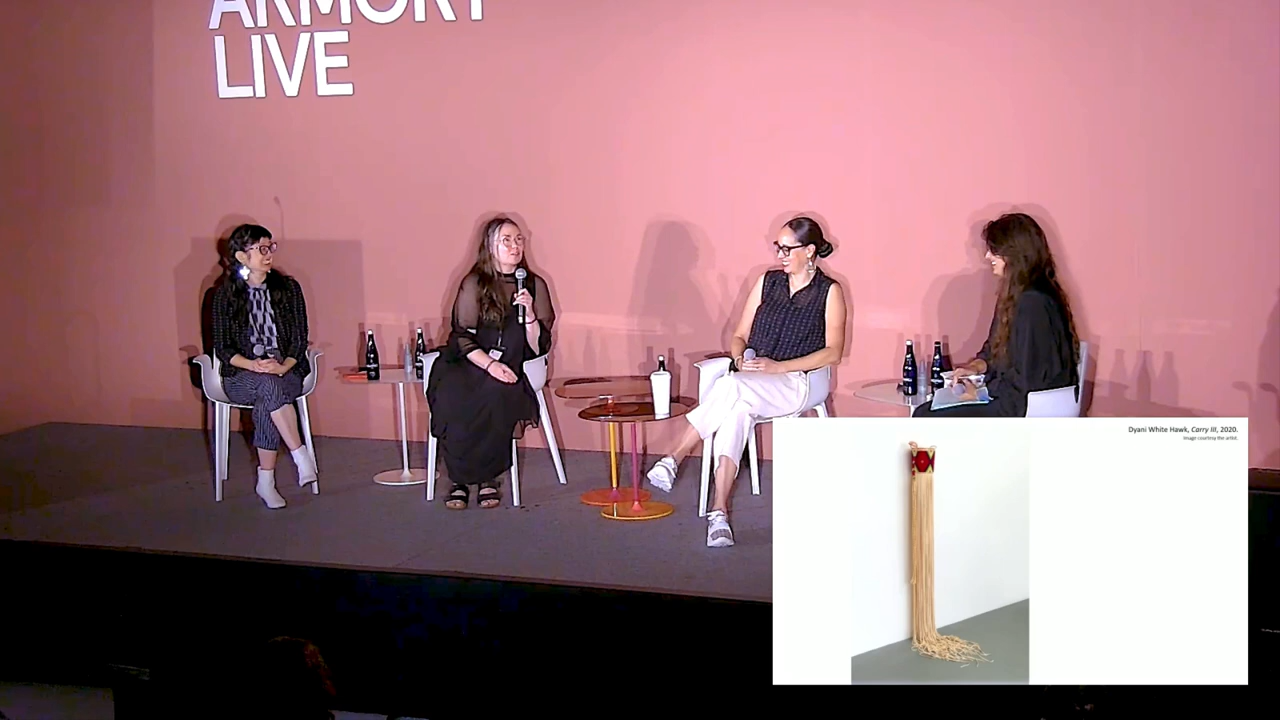 ARMORY
LIVE
Dyani White Hawk, Carry III, 2020.
Image courtesy the artist.